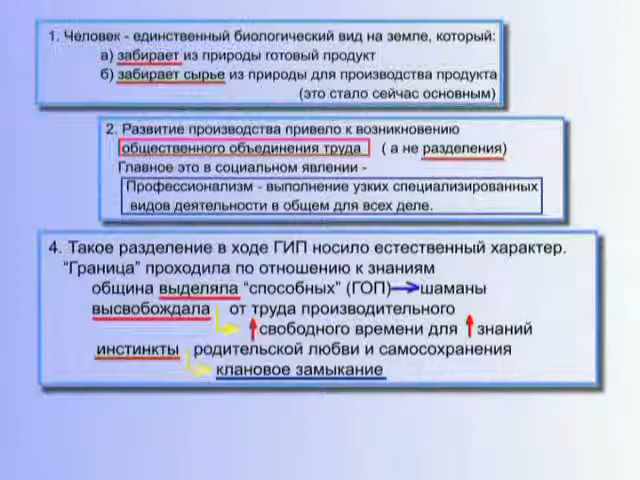 1. Человек - единственный биологический вид на земле, который:
а) забирает из природы готовый продукт
б) забирает сырье из природы для производства продукта
(это стало сейчас основным)
2. Развитие производства привело к возникновению
общественного объединения труда ( а не разделения)
Главное это в социальном явлении -
Профессионализм - выполнение узких специализированных
видов деятельности в общем для всех деле.
4. Такое разделение в ходе ГИП носило естественный характер.
"Граница" проходила по отношению к знаниям
община выделяла "способных" (ГОП) шаманы
высвобождала от труда производительного
свободного времени для знаний
инстинкты родительской любви и самосохранения
клановое замыкание